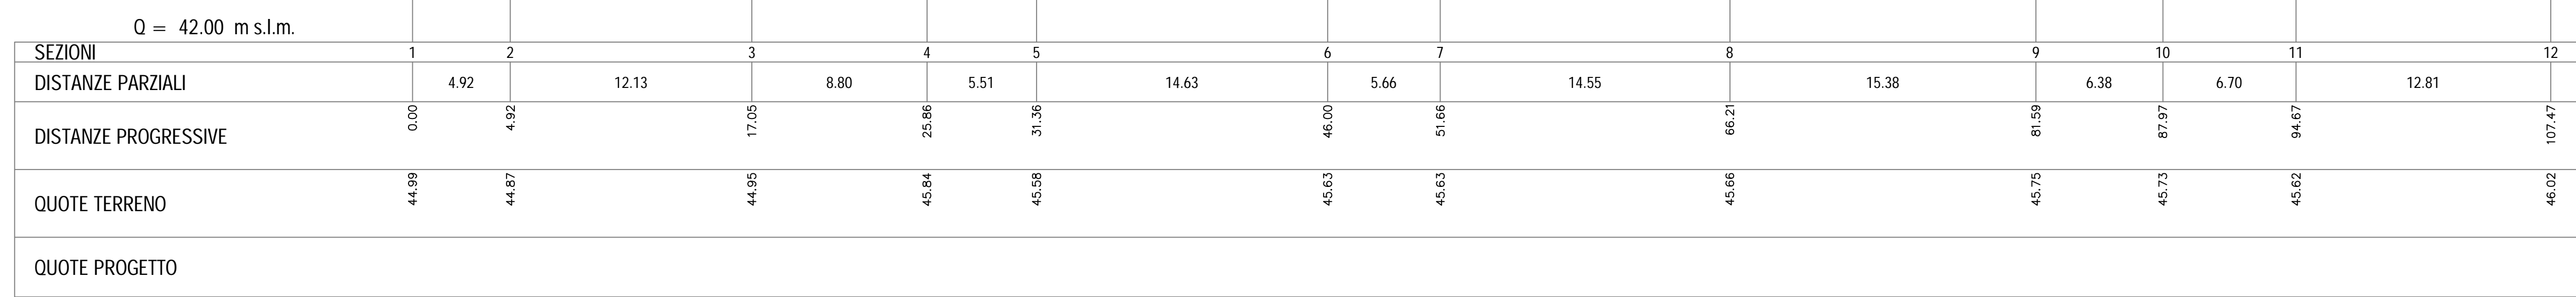 Q = 42.00 m s.l.m.
SEZIONI 1 2 3 4 5 6 7 8 9 10 11 12
DISTANZE PARZIALI 4.92 12.13 8.80 5.51 14.63 5.66 14.55 15.38 6.38 6.70 12.81
DISTANZE PROGRESSIVE 0.00 4.92 17.05 25.86 31.36 46.00 51.66 66.21 81.59 87.97 94.67 107.47
QUOTE TERRENO 44.99 44.87 44.95 45.84 45.58 45.63 45.63 45.66 45.75 45.73 45.62 46.02
QUOTE PROGETTO